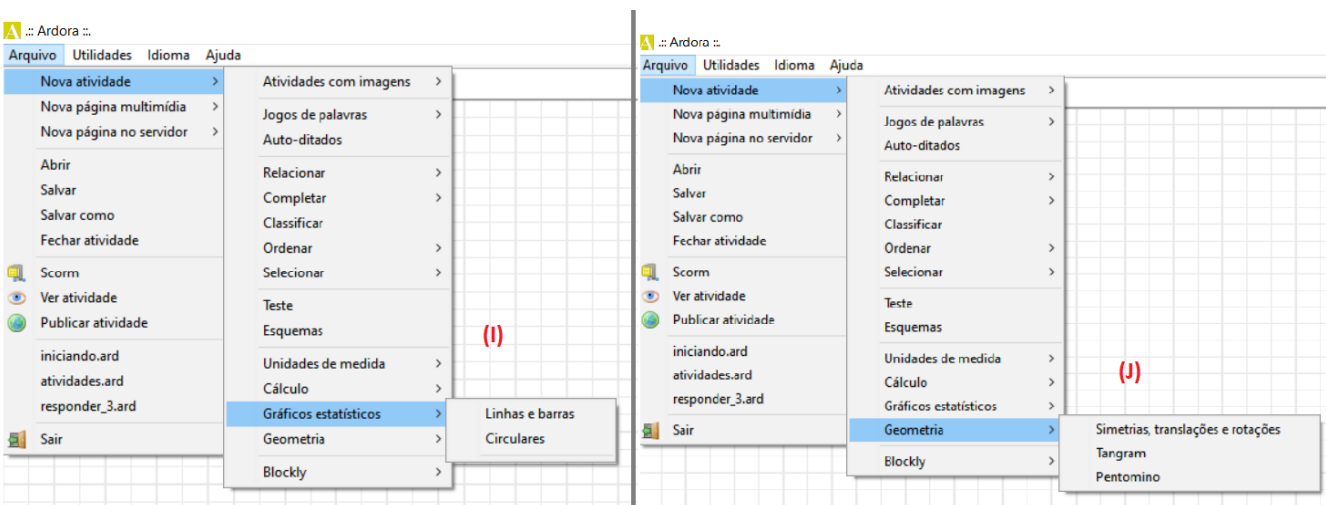 .:: Ardora ::.
Arquivo Utilidades Idioma Ajuda
Nova atividade
Nova página multimídia
Nova página no servidor
Abrir
Salvar
Salvar como
Fechar atividade
Scorm
Ver atividade
Publicar atividade
iniciando.ard
atividades.ard
responder_3.ard
Sair
Atividades com imagens
Jogos de palavras
Auto-ditados
Relacionar
Completar
Classificar
Ordenar
Selecionar
Teste
Esquemas
Unidades de medida
Cálculo
Gráficos estatísticos
Geometria
Blockly
Linhas e barras
Circulares
(I)
.:: Ardora ::.
Arquivo Utilidades Idioma Ajuda
Nova atividade
Nova página multimídia
Nova página no servidor
Abrir
Salvar
Salvar como
Fechar atividade
Scorm
Ver atividade
Publicar atividade
iniciando.ard
atividades.ard
responder_3.ard
Sair
Atividades com imagens
Jogos de palavras
Auto-ditados
Relacionar
Completar
Classificar
Ordenar
Selecionar
Teste
Esquemas
Unidades de medida
Cálculo
Gráficos estatísticos
Geometria
Blockly
Simetrias, translações e rotações
Tangram
Pentomino
(J)